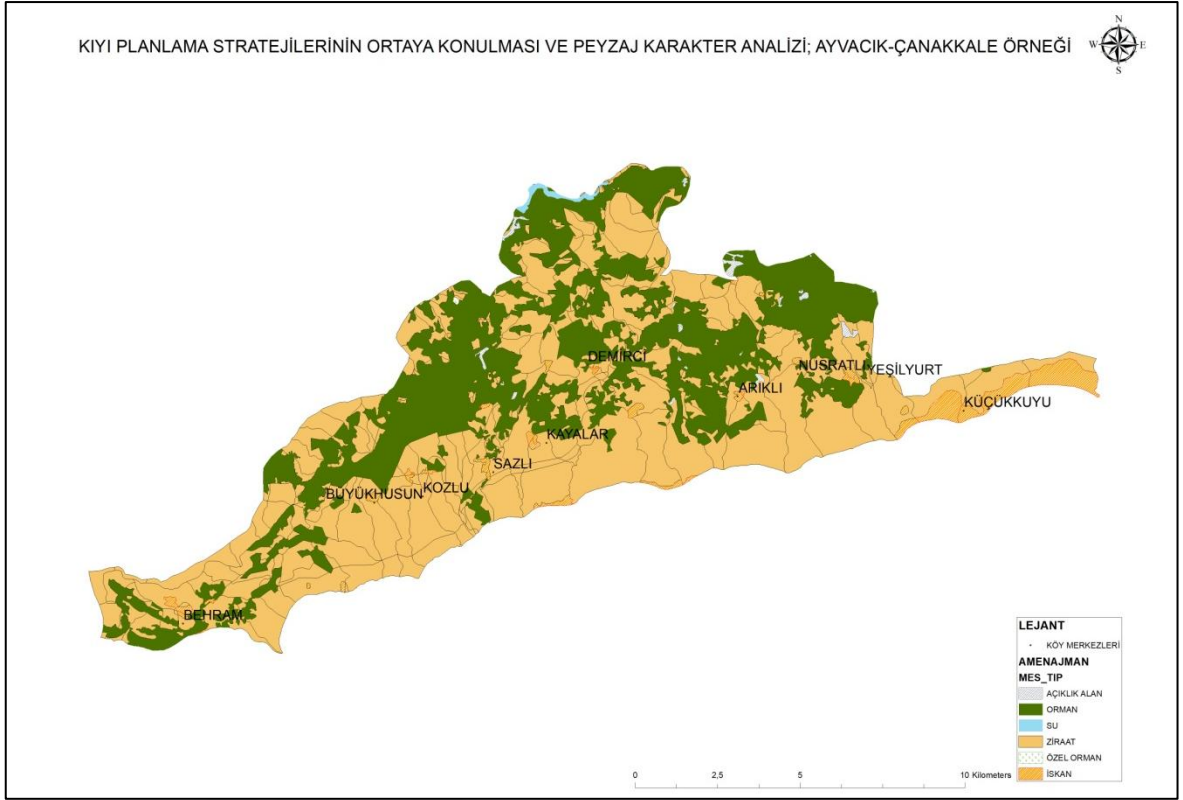 KIYI PLANLAMA STRATEJİLERİNİN ORTAYA KONULMASI VE PEYZAJ KARAKTER ANALİZİ; AYVACIK-ÇANAKKALE ÖRNEĞİ
N
W E
S
DEMİRCİ
NUSRATLI
YEŞİLYURT
ARIKLI
KÜÇÜKKUYU
KAYALAR
SAZLI
KOZLU
BÜYÜKHUSUN
BEHRAM
LEJANT
KÖY MERKEZLERİ
AMENAJMAN
MES_TIP
AÇIKLIK ALAN
ORMAN
SU
ZİRAAT
ÖZEL ORMAN
İSKAN
0 2,5 5 10 Kilometers